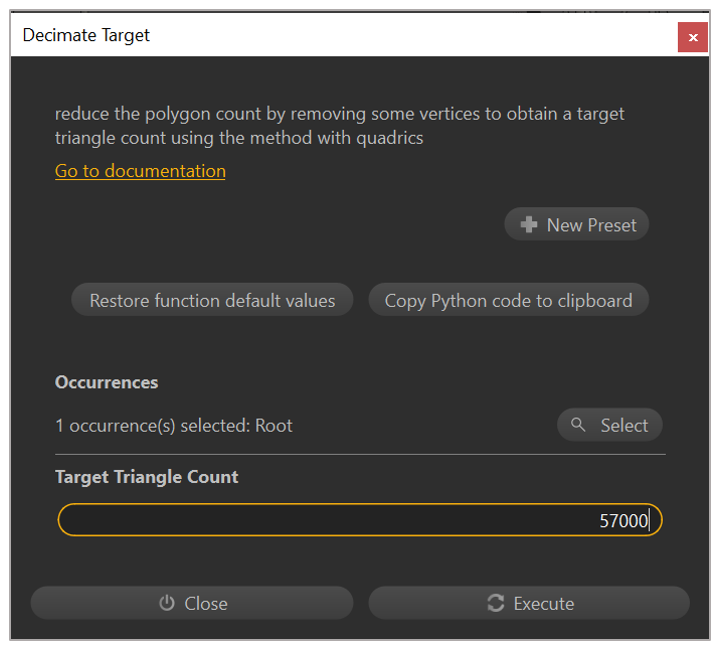 Decimate Target
reduce the polygon count by removing some vertices to obtain a target
triangle count using the method with quadrics
Go to documentation
New Preset
Restore function default values
Copy Python code to clipboard
Occurrences
1 occurrence(s) selected: Root
Select
Target Triangle Count
57000
Close
Execute